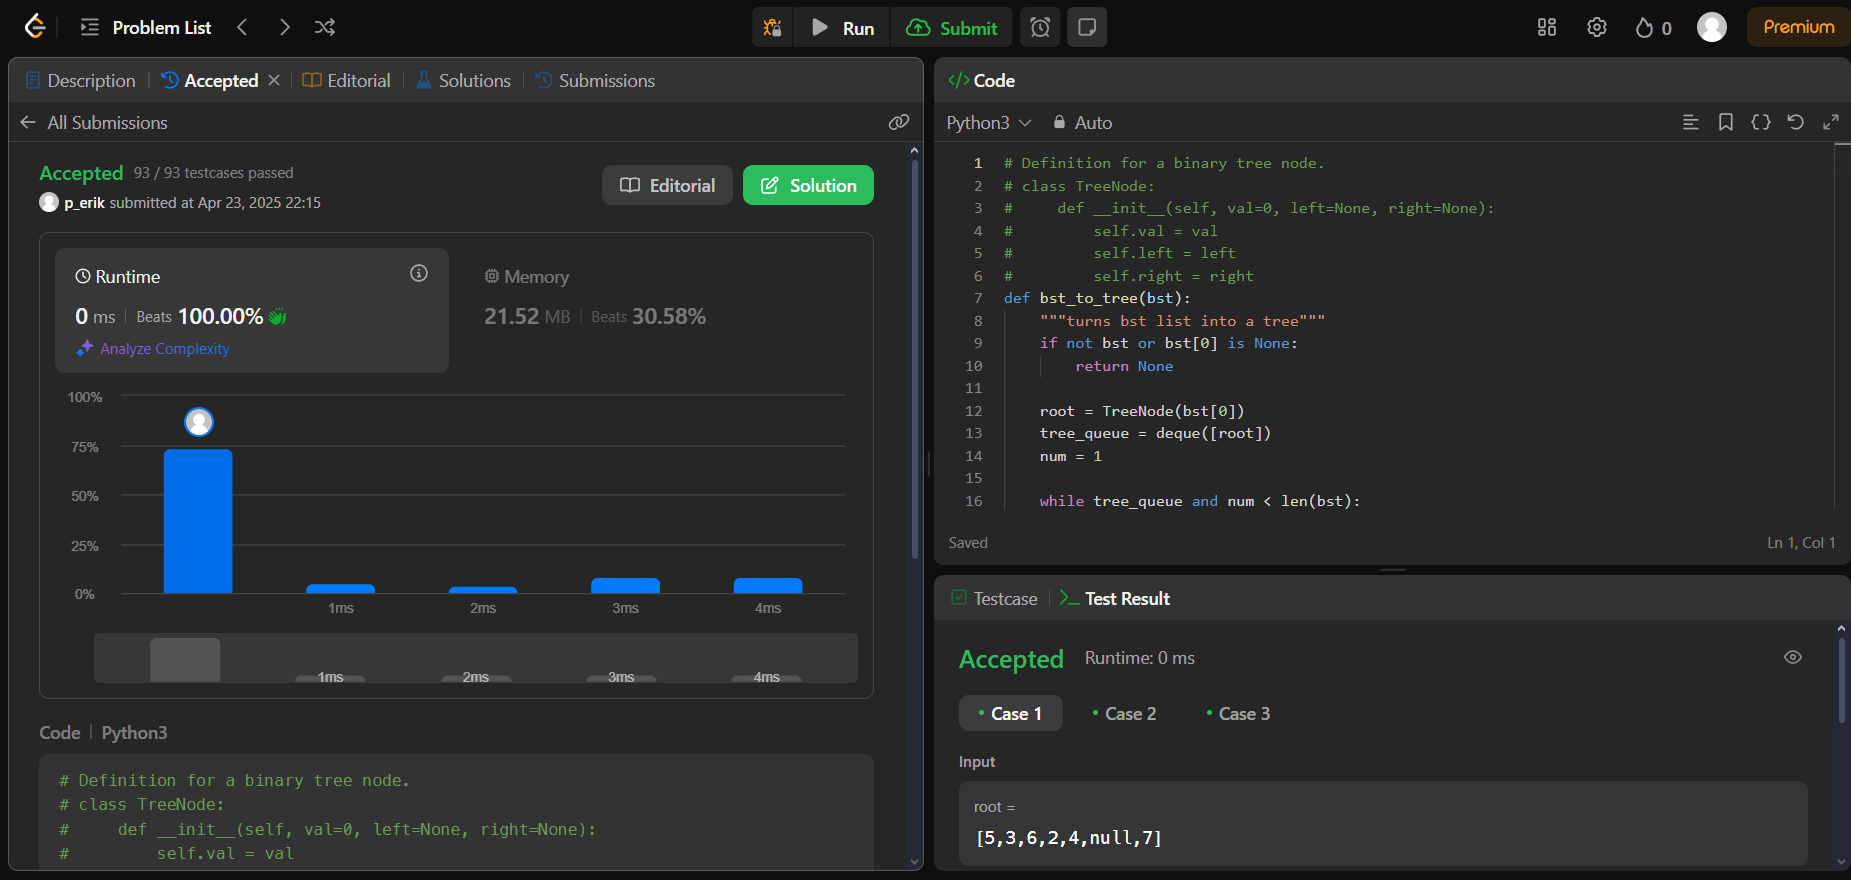 Problem List
Run
Submit
0
Premium
Description
Accepted
Editorial
Solutions
Submissions
All Submissions
Accepted 93 / 93 testcases passed
p_erik submitted at Apr 23, 2025 22:15
Editorial
Solution
Runtime
0 ms Beats 100.00%
Analyze Complexity
Memory
21.52 MB Beats 30.58%
100%
75%
50%
25%
0%
1ms
2ms
3ms
4ms
1ms
2ms
3ms
4ms
Code
Python3
# Definition for a binary tree node.
# class TreeNode:
#     def __init__(self, val=0, left=None, right=None):
#         self.val = val
</> Code
Python3
Auto
1 # Definition for a binary tree node.
2 # class TreeNode:
3 #     def __init__(self, val=0, left=None, right=None):
4 #         self.val = val
5 #         self.left = left
6 #         self.right = right
7 def bst_to_tree(bst):
8     """turns bst list into a tree"""
9     if not bst or bst[0] is None:
10         return None
11
12     root = TreeNode(bst[0])
13     tree_queue = deque([root])
14     num = 1
15
16     while tree_queue and num < len(bst):
Saved
Ln 1, Col 1
Testcase
Test Result
Accepted
Runtime: 0 ms
Case 1
Case 2
Case 3
Input
root =
[5,3,6,2,4,null,7]